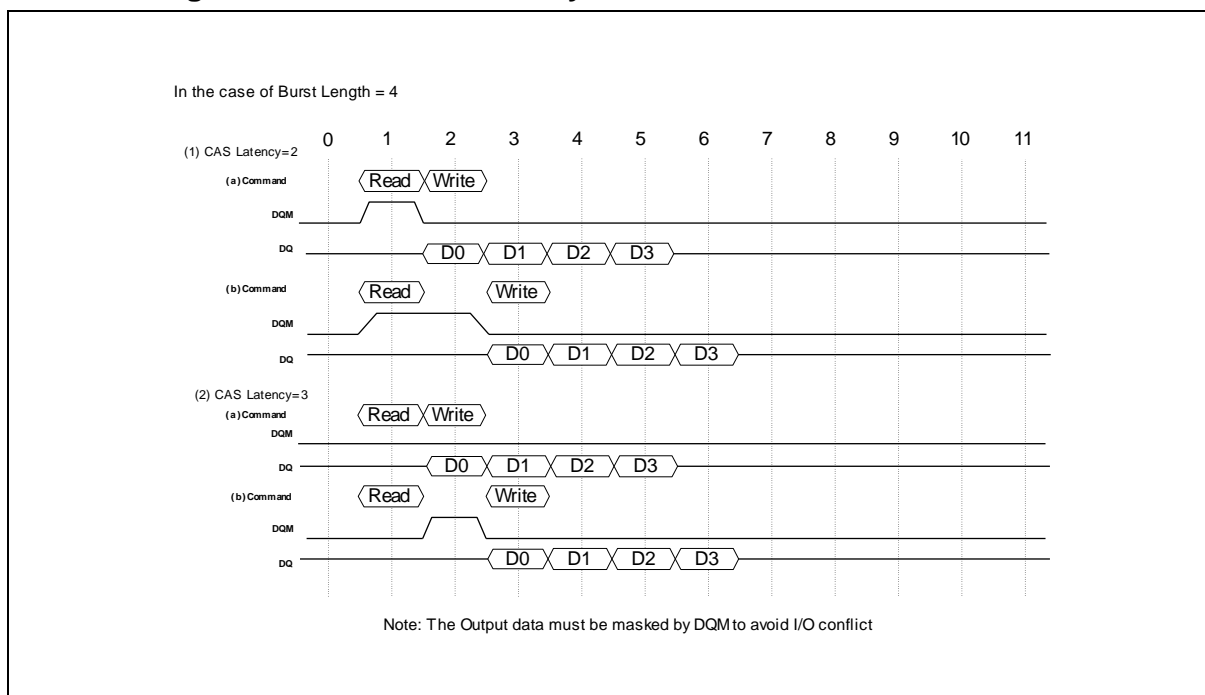 In the case of Burst Length = 4
0 1 2 3 4 5 6 7 8 9 10 11
(1) CAS Latency=2
(a)Command Read Write
DQM
DQ D0 D1 D2 D3
(b)Command Read Write
DQM
DQ D0 D1 D2 D3
(2) CAS Latency=3
(a)Command Read Write
DQM
DQ D0 D1 D2 D3
(b)Command Read Write
DQM
DQ D0 D1 D2 D3
Note: The Output data must be masked by DQM to avoid I/O conflict